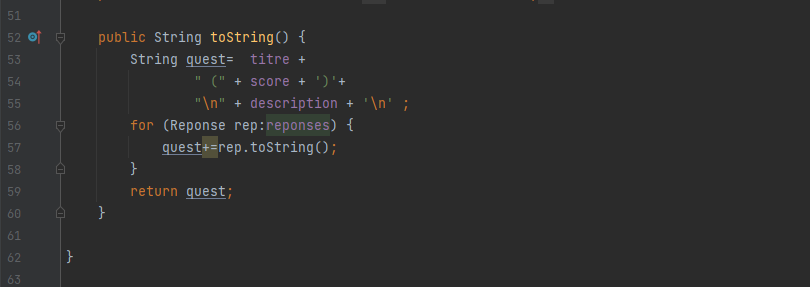 51
52 public String toString() {
53 String quest=  titre +
54 " (" + score + ')'+
55 "\n" + description + '\n' ;
56 for (Reponse rep:reponses) {
57 quest+=rep.toString();
58 }
59 return quest;
60 }
61
62 }
63